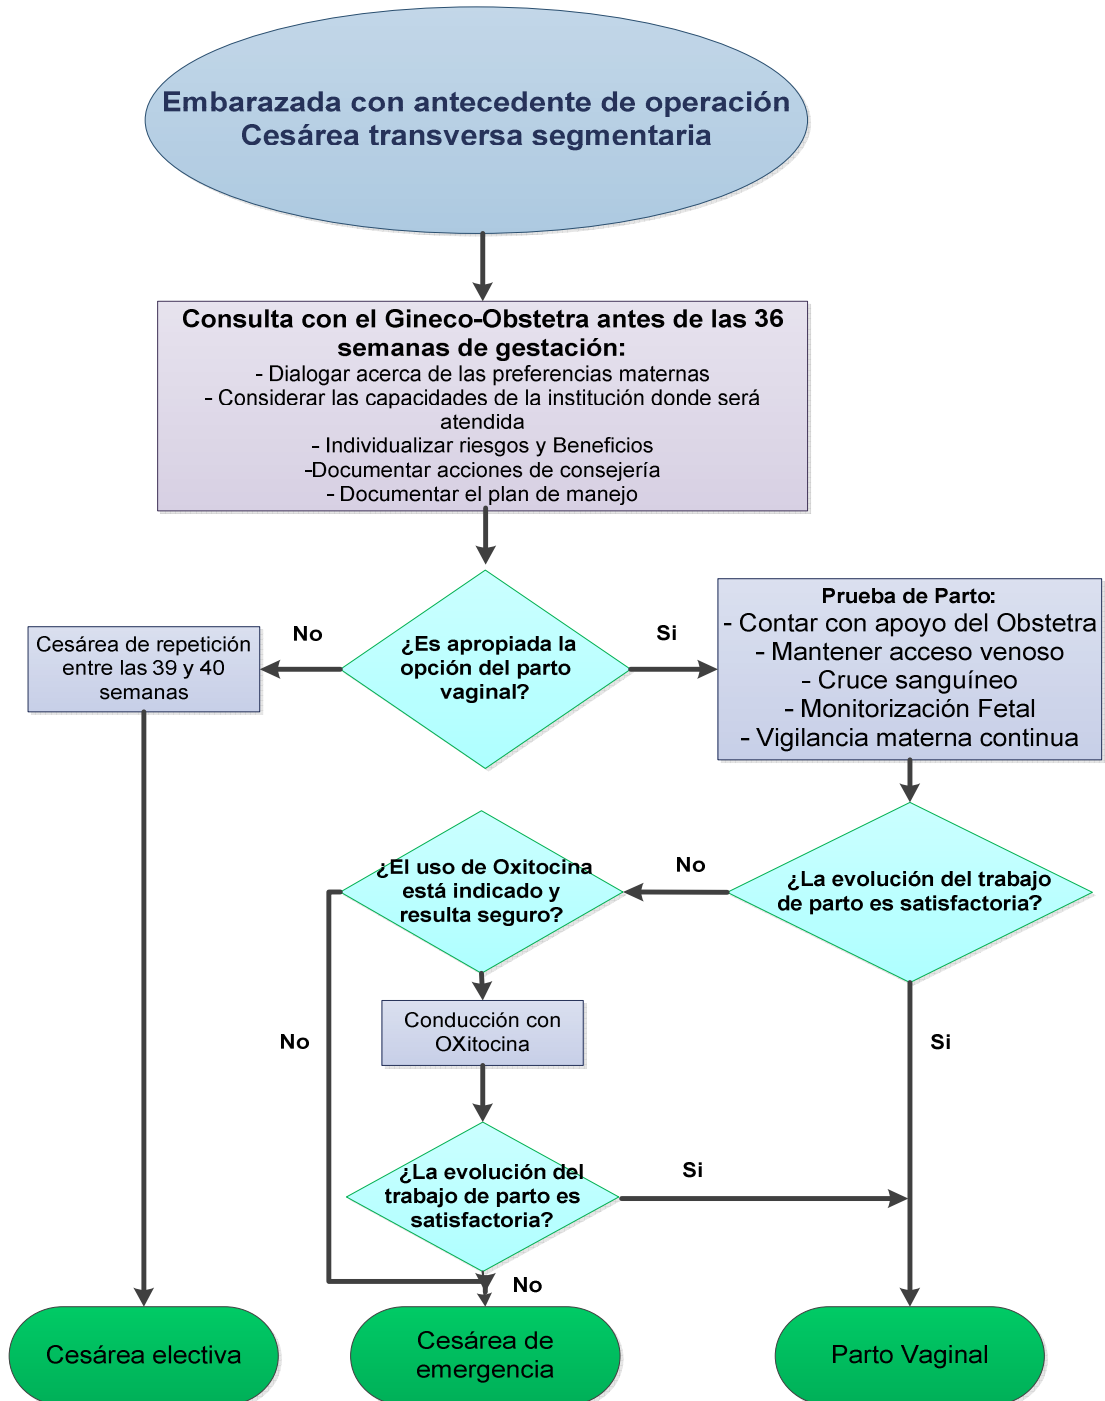 Embarazada con antecedente de operación
Cesárea transversa segmentaria
Consulta con el Gineco-Obstetra antes de las 36
semanas de gestación:
- Dialogar acerca de las preferencias maternas
- Considerar las capacidades de la institución donde será
atendida
- Individualizar riesgos y Beneficios
-Documentar acciones de consejería
- Documentar el plan de manejo
No
¿Es apropiada la
opción del parto
vaginal?
Si
Cesárea de repetición
entre las 39 y 40
semanas
Prueba de Parto:
- Contar con apoyo del Obstetra
- Mantener acceso venoso
- Cruce sanguíneo
- Monitorización Fetal
- Vigilancia materna continua
¿El uso de Oxitocina
está indicado y
resulta seguro?
No
¿La evolución del trabajo
de parto es satisfactoria?
No
Conducción con
OXitocina
Si
¿La evolución del
trabajo de parto es
satisfactoria?
Si
No
Cesárea electiva
Cesárea de
emergencia
Parto Vaginal